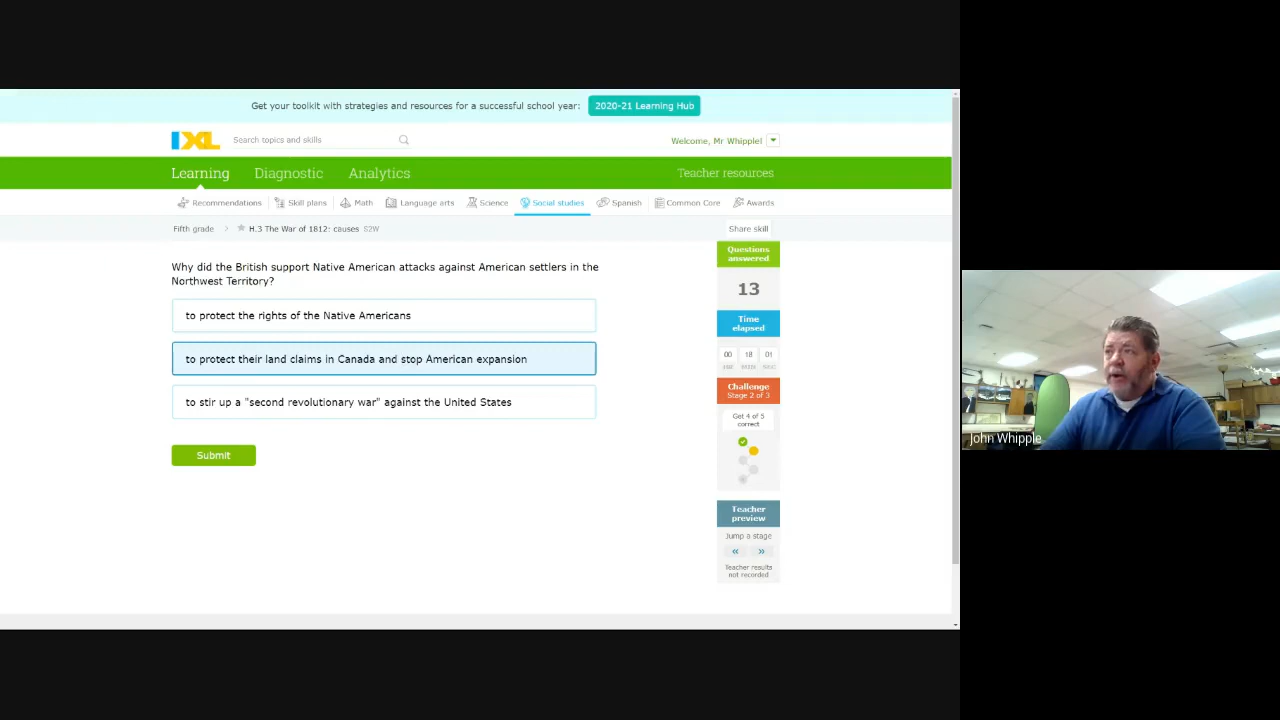 Get your toolkit with strategies and resources for a successful school year: 2020-21 Learning Hub
IXL Search topics and skills Welcome, Mr Whipple!
Learning Diagnostic Analytics Teacher resources
Recommendations Skill plans Math Language arts Science Social studies Spanish Common Core Awards
Fifth grade > H.3 The War of 1812: causes S2W Share skill
Why did the British support Native American attacks against American settlers in the
Northwest Territory?
to protect the rights of the Native Americans
to protect their land claims in Canada and stop American expansion
to stir up a "second revolutionary war" against the United States
Submit
Questions
answered
13
Time
elapsed
00 18 01
Challenge
Stage 2 of 3
Get 4 of 5
correct
Teacher
preview
Jump a stage
« »
Teacher results
not recorded
John Whipple